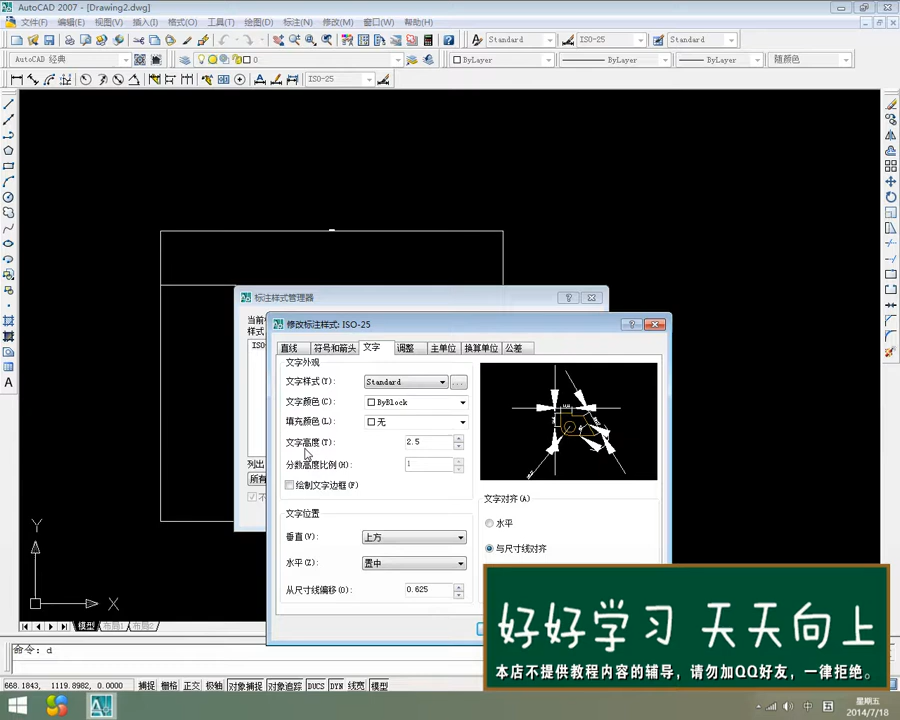 AutoCAD 2007 - [Drawing2.dwg]
文件(F) 编辑(E) 视图(V) 插入(I) 格式(O) 工具(T) 绘图(D) 标注(N) 修改(M) 窗口(W) 帮助(H)
Standard ISO-25 Standard
AutoCAD 经典 0 ByLayer ByLayer ByLayer 随颜色
ISO-25
标注样式管理器
修改标注样式: ISO-25
直线 符号和箭头 文字 调整 主单位 换算单位 公差
文字外观
文字样式(Y): Standard ...
文字颜色(C): ByBlock
填充颜色(L): 无
文字高度(T): 2.5
分数高度比例(H): 1
绘制文字边框(F)
文字位置
垂直(V): 上方
水平(Z): 置中
从尺寸线偏移(O): 0.625
文字对齐(A)
水平
与尺寸线对齐
当前
样式
列出
所有
Y
X
A
模型 布局1 布局2
命令: d
668.1843, 1119.8982, 0.0000 捕捉 栅格 正交 极轴 对象捕捉 对象追踪 DUCS DYN 线宽 模型
好好学习 天天向上
本店不提供教程内容的辅导，请勿加QQ好友，一律拒绝。
中
星期五
2014/7/18